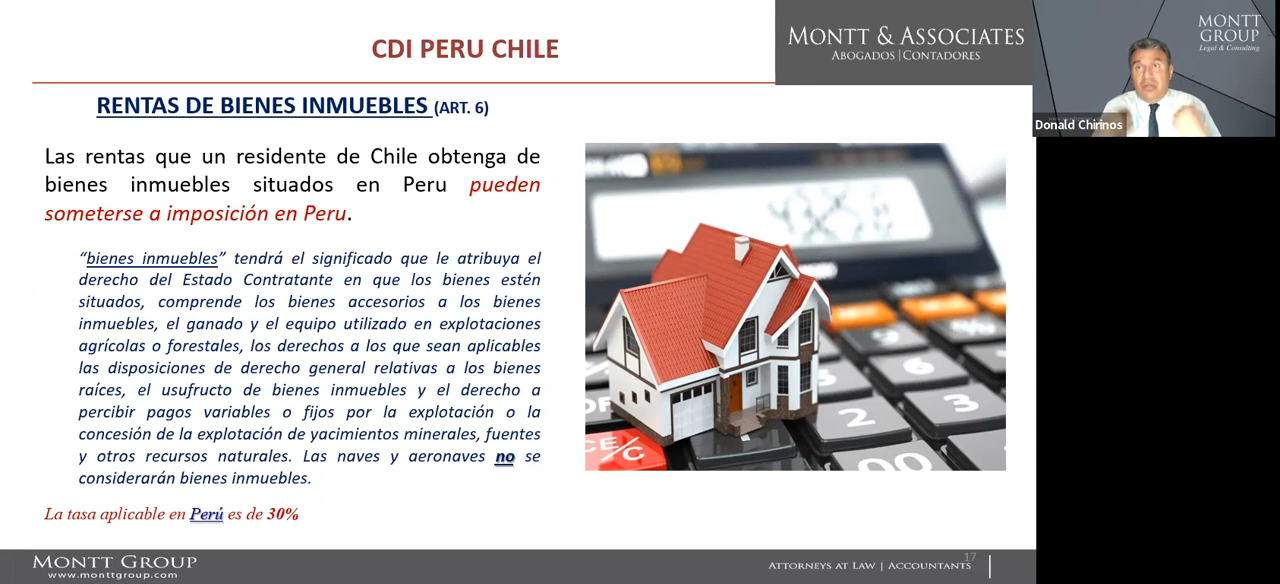 CDI PERU CHILE
MONTT & ASSOCIATES
ABOGADOS | CONTADORES
MONTT
GROUP
Legal & Consulting
Donald Chirinos
RENTAS DE BIENES INMUEBLES (ART. 6)
Las rentas que un residente de Chile obtenga de
bienes inmuebles situados en Peru pueden
someterse a imposición en Peru.
“bienes inmuebles” tendrá el significado que le atribuya el
derecho del Estado Contratante en que los bienes estén
situados, comprende los bienes accesorios a los bienes
inmuebles, el ganado y el equipo utilizado en explotaciones
agrícolas o forestales, los derechos a los que sean aplicables
las disposiciones de derecho general relativas a los bienes
raíces, el usufructo de bienes inmuebles y el derecho a
percibir pagos variables o fijos por la explotación o la
concesión de la explotación de yacimientos minerales, fuentes
y otros recursos naturales. Las naves y aeronaves no se
considerarán bienes inmuebles.
La tasa aplicable en Perú es de 30%
CE/C
2
3
00
MONTT GROUP
www.monttgroup.com
17
ATTORNEYS AT LAW | ACCOUNTANTS